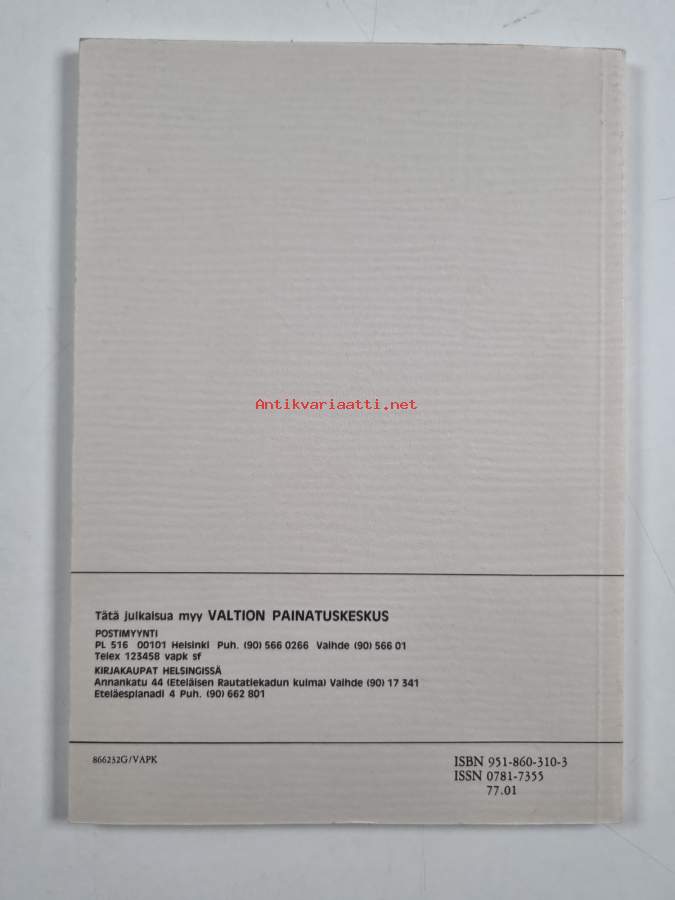 Antikvariaatti.net
Tätä julkaisua myy VALTION PAINATUSKESKUS
POSTIMYYNTI
PL 516 00101 Helsinki Puh. (90) 566 0266 Vaihde (90) 566 01
Telex 123458 vapk sf
KIRJAKAUPAT HELSINGISSÄ
Annankatu 44 (Eteläisen Rautatiekadun kulma) Vaihde (90) 17 341
Eteläesplanadi 4 Puh. (90) 662 801
866232G/VAPK
ISBN 951-860-310-3
ISSN 0781-7355
77.01